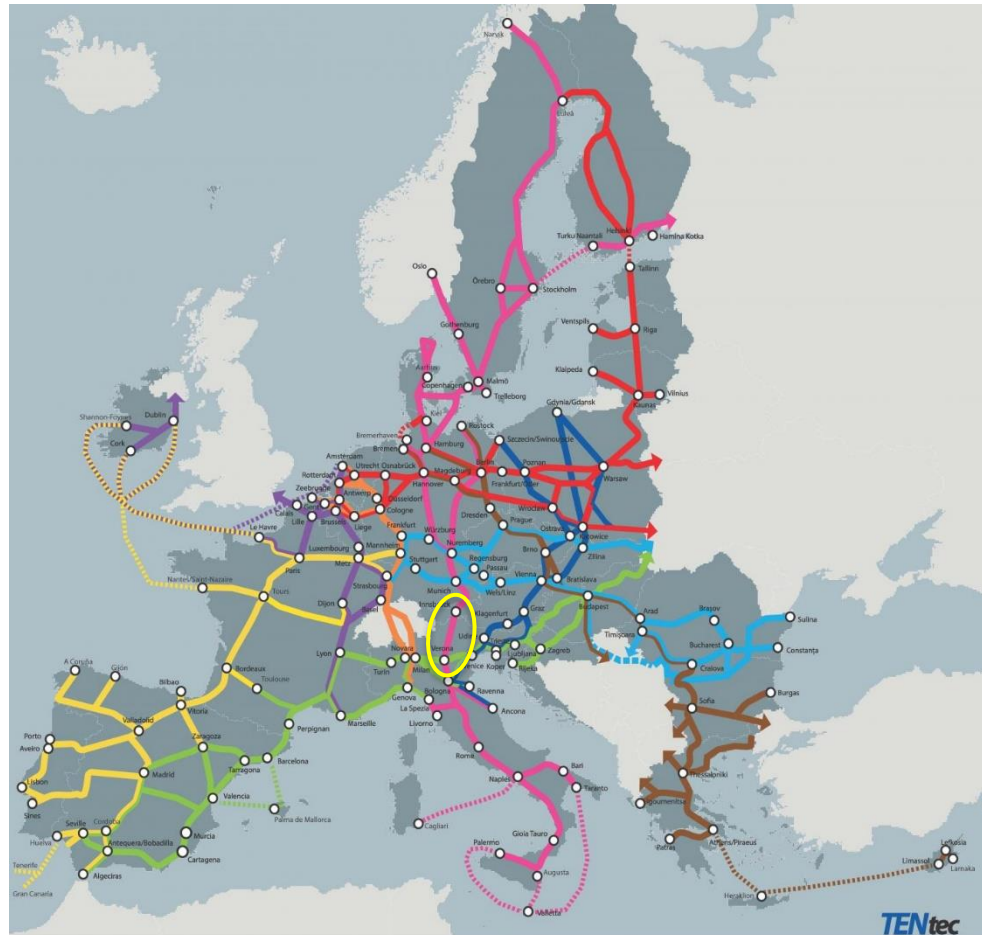 Narvik
Luleå
Turku Naantali
Helsinki
Hamina Kotka
Tallinn
Oslo
Örebro
Stockholm
Ventspils
Riga
Gothenburg
Klaipeda
Vilnius
Kaunas
Aarhus
Copenhagen
Malmö
Trelleborg
Gdynia/Gdansk
Shannon-Foynes
Dublin
Cork
Kiel
Rostock
Bremerhaven
Bremen
Hamburg
Szczecin/Swinoujscie
Amsterdam
Utrecht
Osnabrück
Magdeburg
Berlin
Poznan
Rotterdam
Hannover
Frankfurt/Oder
Warsaw
Zeebrugge
Antwerp
Düsseldorf
Calais
Gent
Cologne
Wroclaw
Lille
Brussels
Liège
Dresden
Prague
Ostrava
Katowice
Le Havre
Frankfurt
Würzburg
Luxembourg
Mannheim
Nuremberg
Regensburg
Brno
Zilina
Paris
Metz
Stuttgart
Passau
Vienna
Nantes/Saint-Nazaire
Strasbourg
Munich
Wels/Linz
Bratislava
Tours
Dijon
Basel
Innsbruck
Klagenfurt
Graz
Budapest
Arad
Brașov
Sulina
Timișoara
Udine
Ljubljana
Zagreb
Bucharest
Constanța
Lyon
Novara
Verona
Venice
Koper
Rijeka
Craiova
A Coruña
Gijón
Bilbao
Bordeaux
Toulouse
Turin
Milan
Genova
Bologna
Ravenna
Sofia
Burgas
Vitoria
La Spezia
Ancona
Valladolid
Perpignan
Marseille
Livorno
Porto
Aveiro
Zaragoza
Roma
Barcelona
Madrid
Tarragona
Bari
Thessaloniki
Lisbon
Naples
Taranto
Sines
Valencia
Palma de Mallorca
Cagliari
Igoumenitsa
Seville
Cordoba
Murcia
Gioia Tauro
Patras
Athens/Piraeus
Huelva
Antequera/Bobadilla
Palermo
Lefkosia
Cartagena
Limassol
Larnaka
Tenerife
Algeciras
Augusta
Gran Canaria
Heraklion
Valletta
TENtec